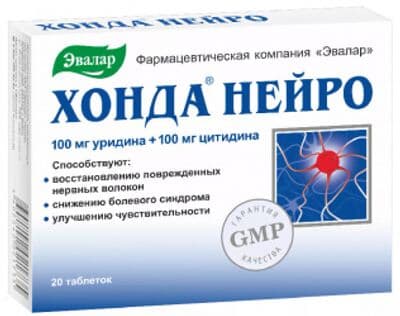 Эвалар
Фармацевтическая компания «Эвалар»
ХОНДА® НЕЙРО
100 мг уридина + 100 мг цитидина
Способствуют:
• восстановлению поврежденных
нервных волокон
• снижению болевого синдрома
• улучшению чувствительности
ГАРАНТИЯ
GMP
КАЧЕСТВА
20 таблеток